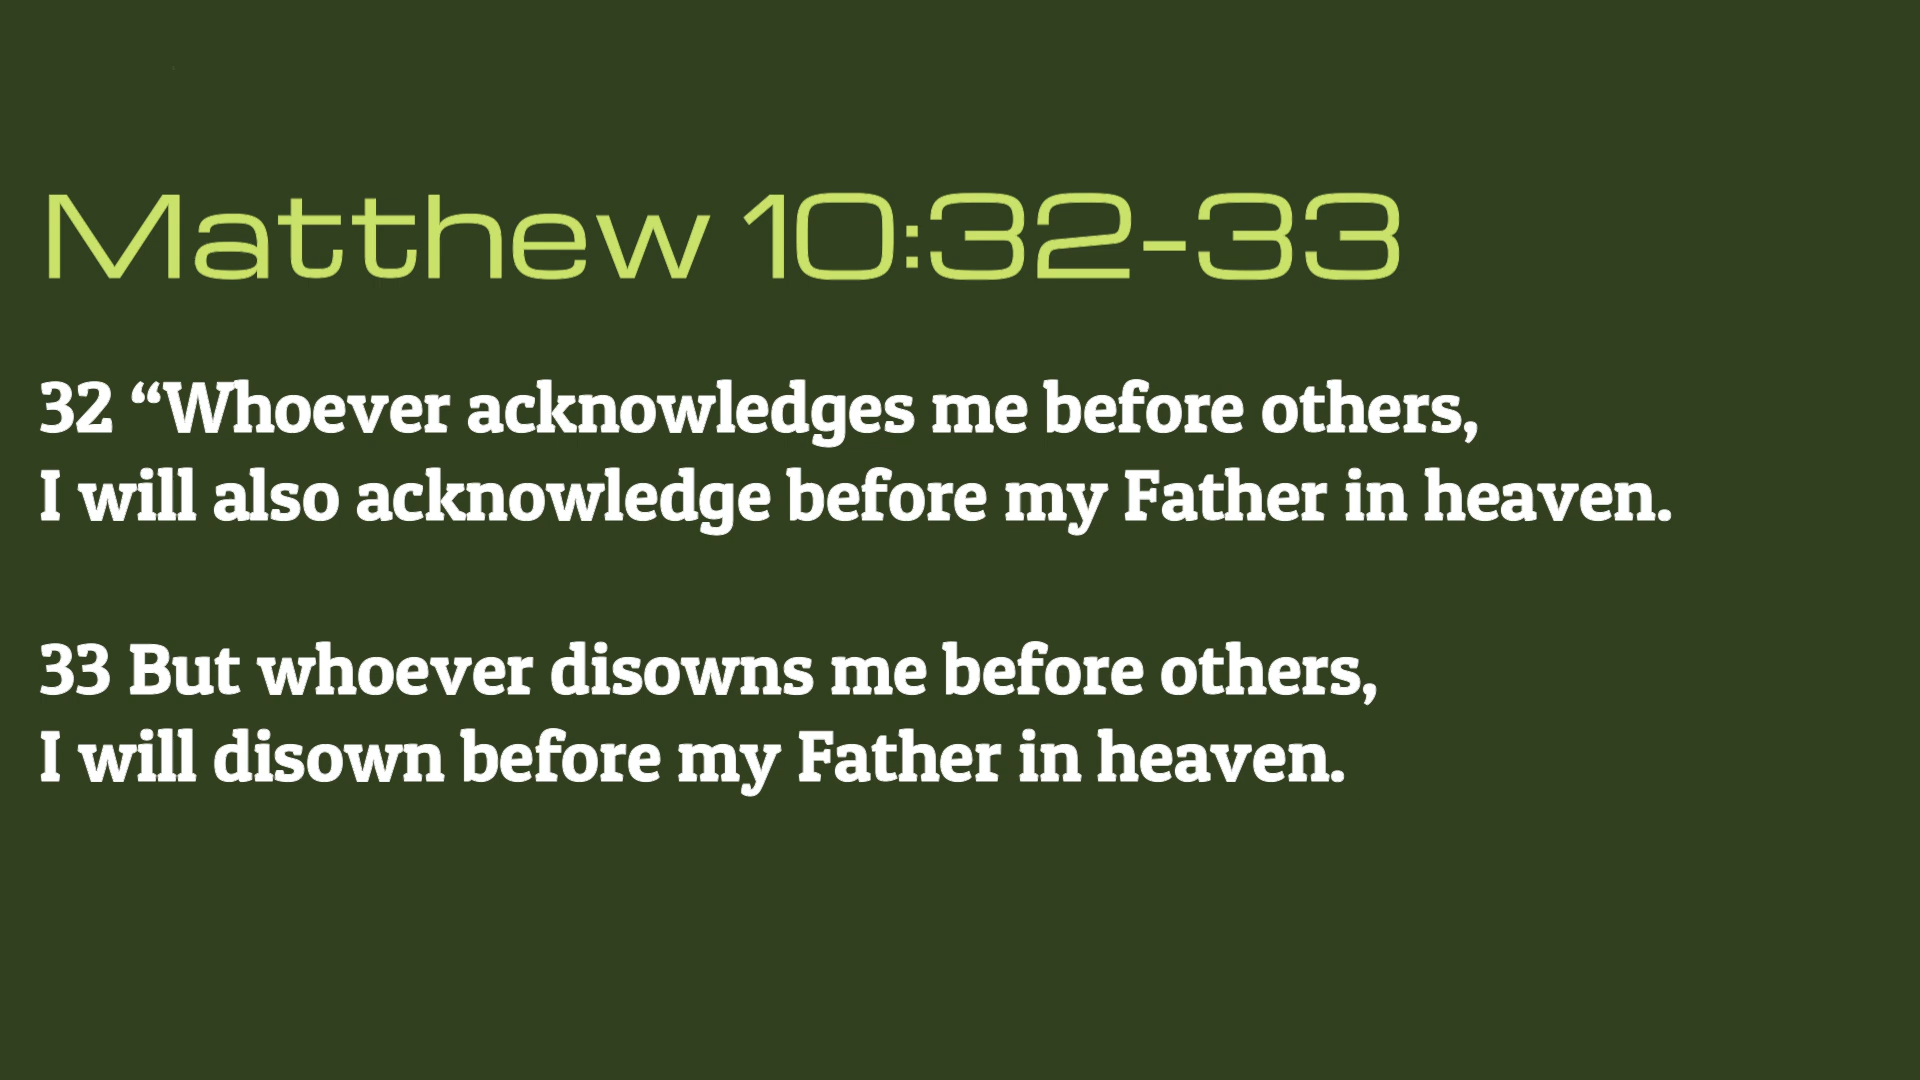 Matthew 10:32-33
32 “Whoever acknowledges me before others,
I will also acknowledge before my Father in heaven.
33 But whoever disowns me before others,
I will disown before my Father in heaven.